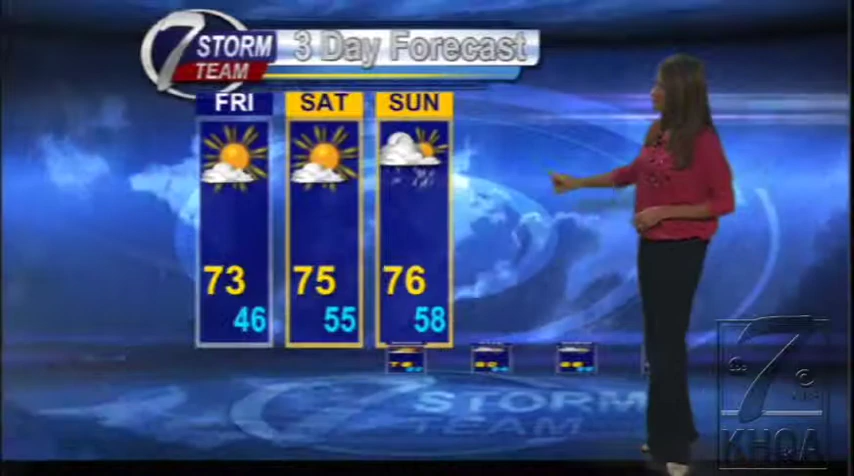 7 STORM TEAM
3 Day Forecast
FRI SAT SUN
73 75 76
46 55 58
7 STORM TEAM
7
KHQA